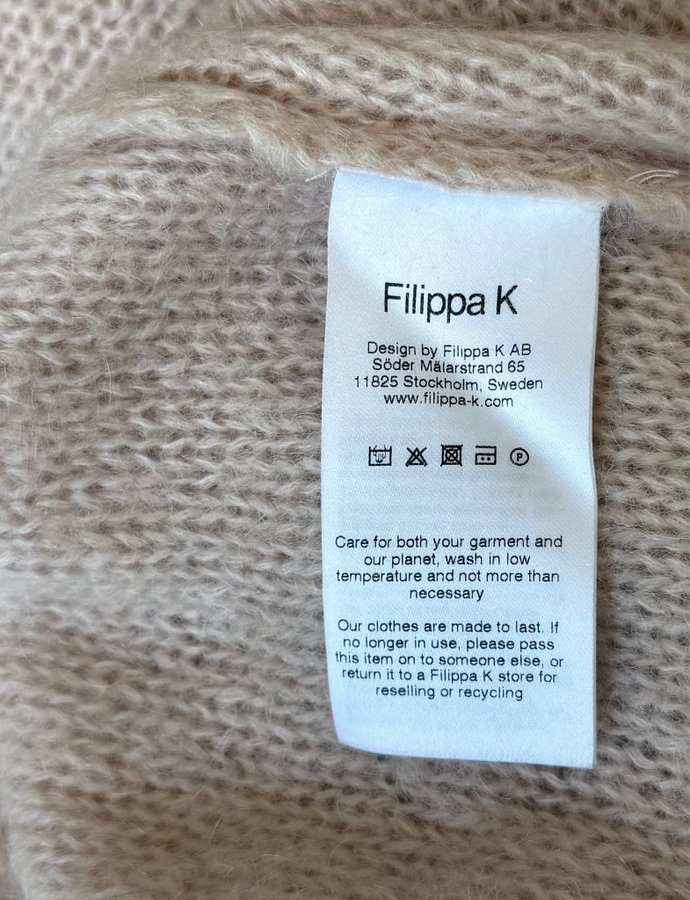 Filippa K
Design by Filippa K AB
Söder Mälarstrand 65
11825 Stockholm, Sweden
www.filippa-k.com
P
Care for both your garment and
our planet, wash in low
temperature and not more than
necessary
Our clothes are made to last. If
no longer in use, please pass
this item on to someone else, or
return it to a Filippa K store for
reselling or recycling